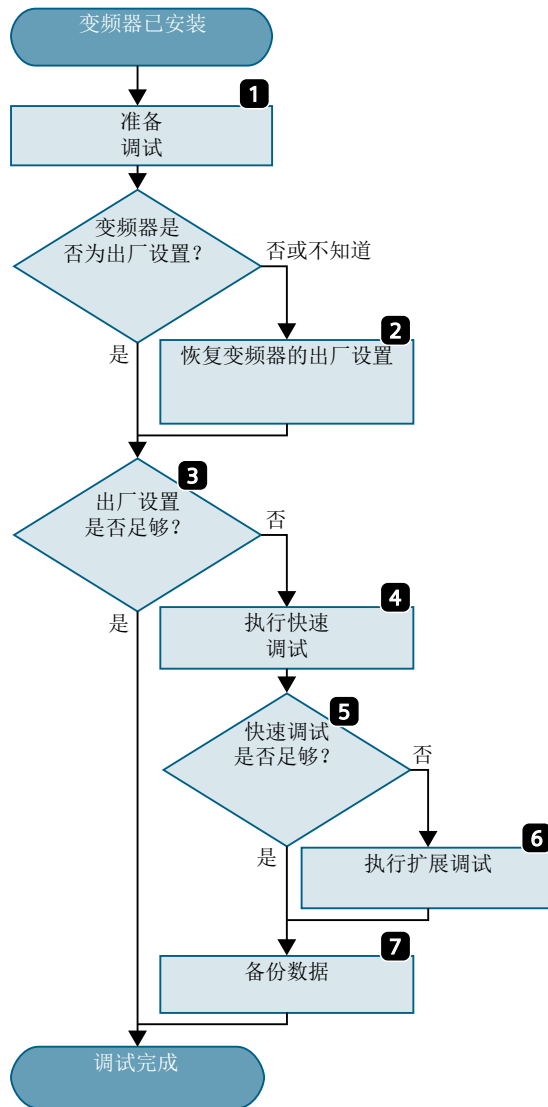 变频器已安装
1
准备
调试
变频器是
否为出厂设置?
否或不知道
2
是
恢复变频器的出厂设置
3
出厂设置
是否足够?
否
4
是
执行快速
调试
5
快速调试
是否足够?
否
6
是
执行扩展调试
7
备份数据
调试完成